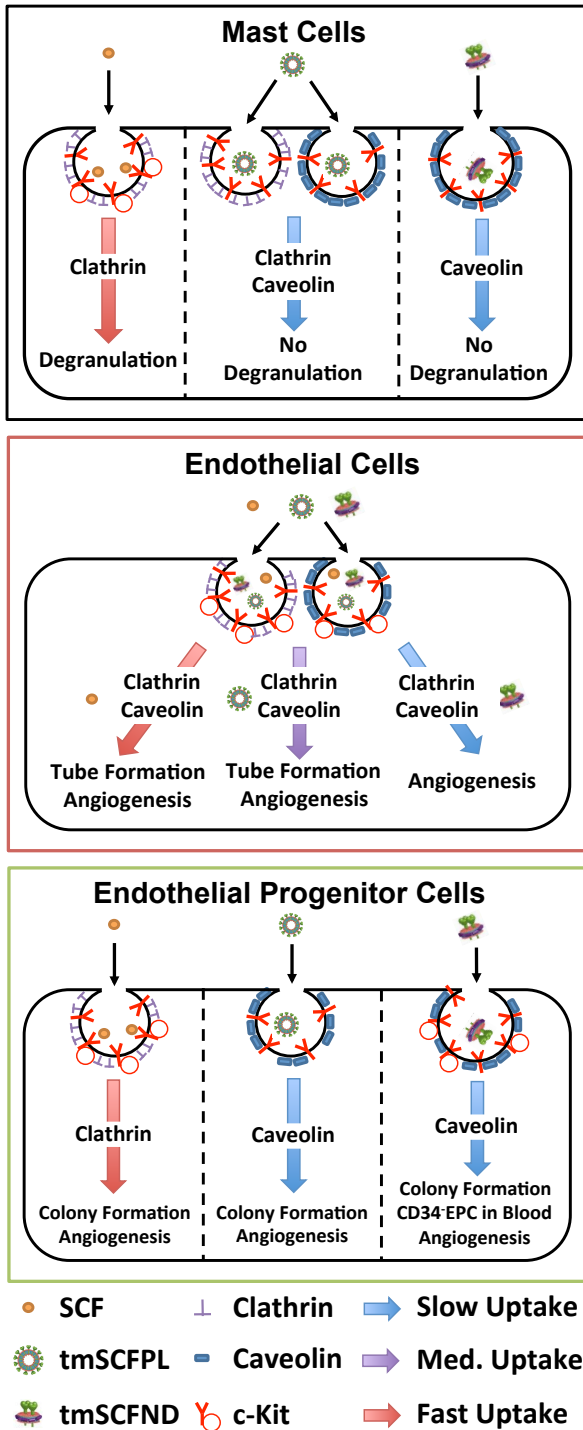 Mast Cells
Clathrin
Clathrin
Caveolin
Caveolin
Degranulation
No
Degranulation
No
Degranulation
Endothelial Cells
Clathrin
Caveolin
Clathrin
Caveolin
Clathrin
Caveolin
Tube Formation
Angiogenesis
Tube Formation
Angiogenesis
Angiogenesis
Endothelial Progenitor Cells
Clathrin
Caveolin
Caveolin
Colony Formation
Angiogenesis
Colony Formation
Angiogenesis
Colony Formation
CD34⁻EPC in Blood
Angiogenesis
SCF
Clathrin
Slow Uptake
tmSCFPL
Caveolin
Med. Uptake
tmSCFND
c-Kit
Fast Uptake